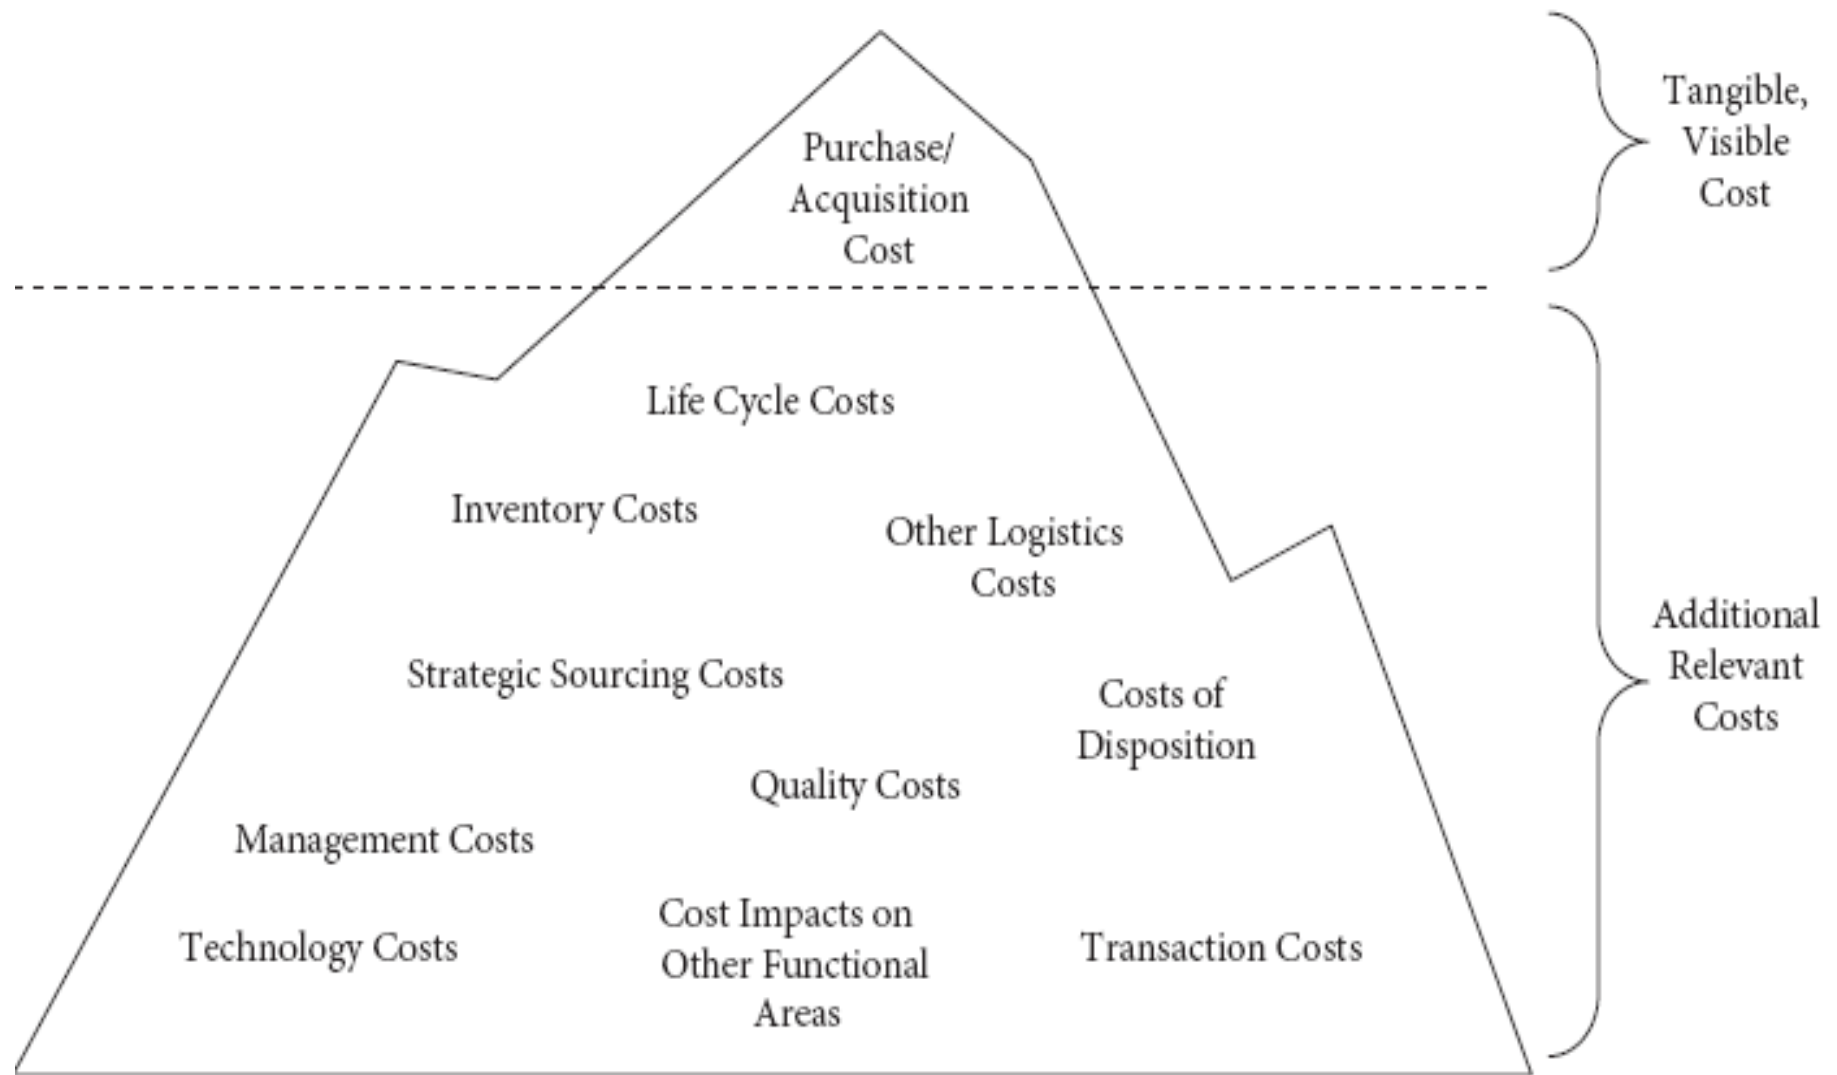 Purchase/
Acquisition
Cost
Tangible,
Visible
Cost
Life Cycle Costs
Inventory Costs
Other Logistics
Costs
Strategic Sourcing Costs
Costs of
Disposition
Quality Costs
Management Costs
Technology Costs
Cost Impacts on
Other Functional
Areas
Transaction Costs
Additional
Relevant
Costs